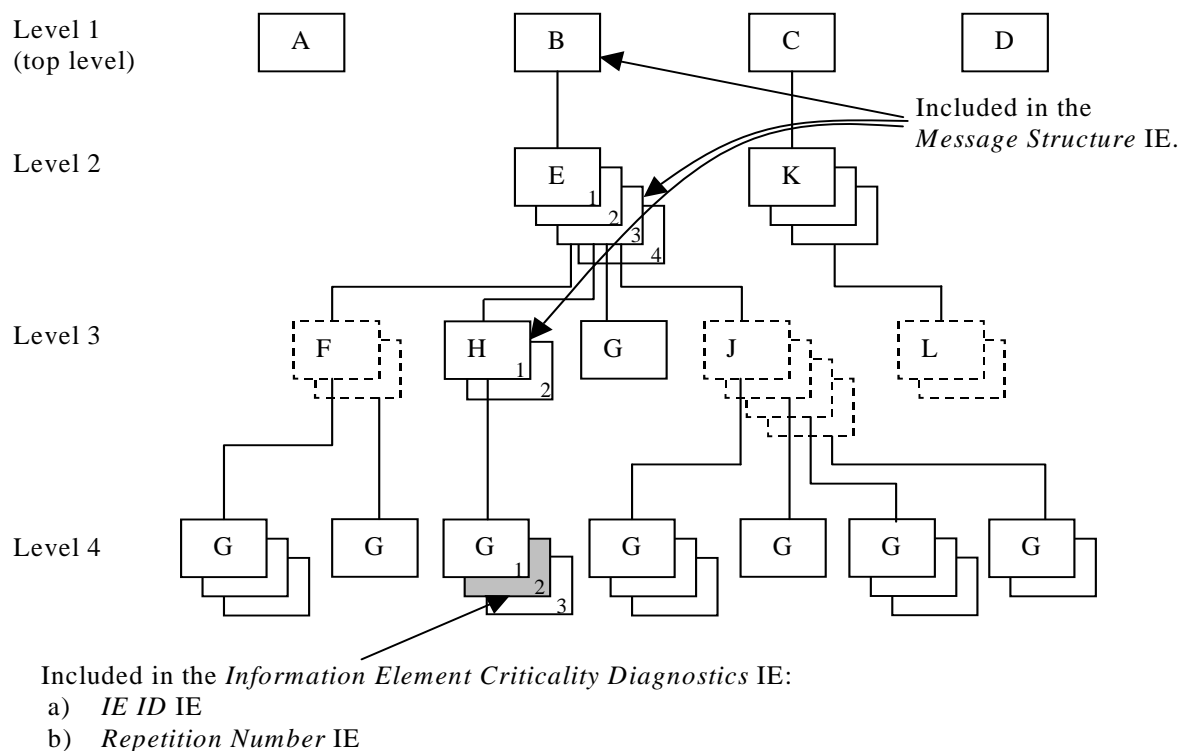 Level 1
(top level)
A
B
C
D
Included in the
Message Structure IE.
Level 2
E
1
2
3
4
K
Level 3
F
H
1
2
G
J
L
Level 4
G
G
G
1
2
3
G
G
G
G
Included in the Information Element Criticality Diagnostics IE:
a) IE ID IE
b) Repetition Number IE